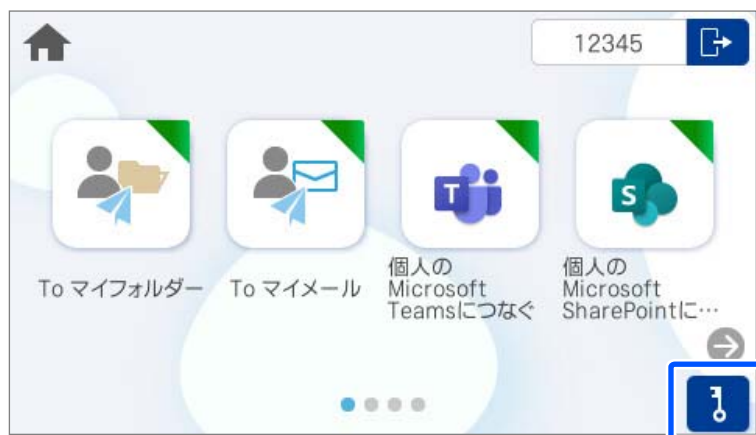 12345
To マイフォルダー
To マイメール
個人の
Microsoft
Teamsにつなぐ
個人の
Microsoft
SharePointに…
T
S